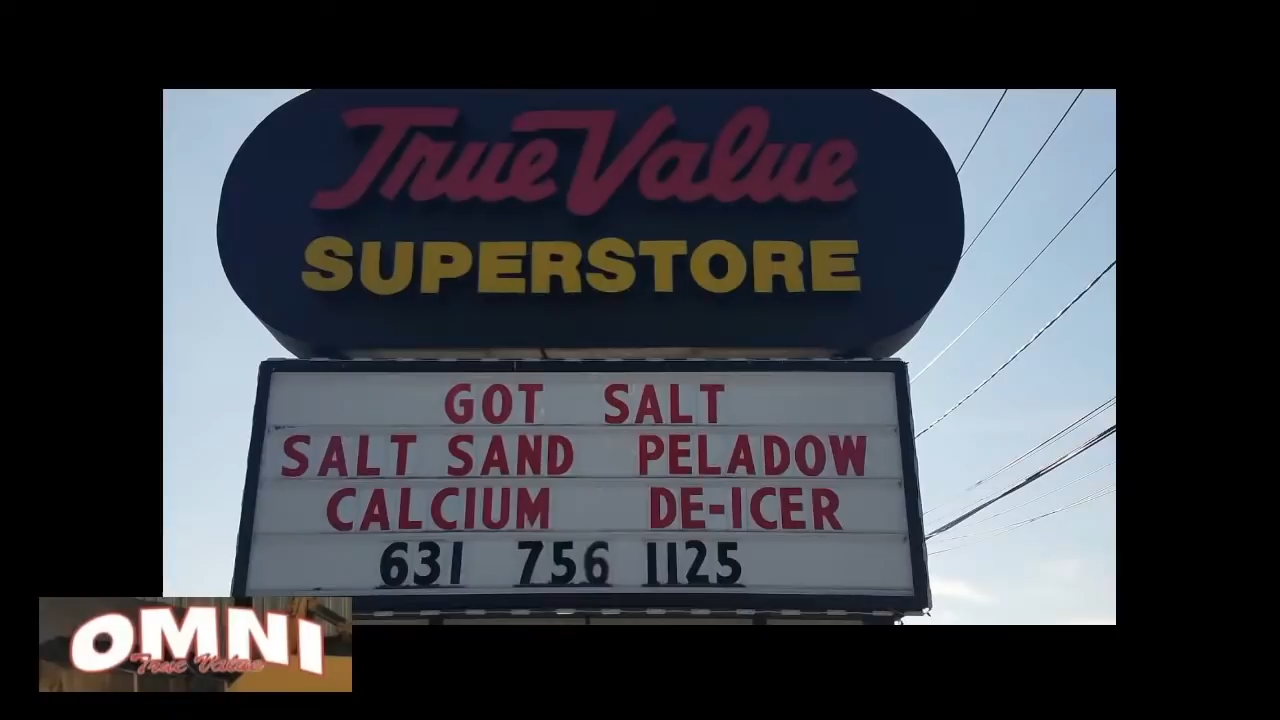 True Value
SUPERSTORE
GOT SALT
SALT SAND PELADOW
CALCIUM DE-ICER
631 756 1125
OMNI
True Value